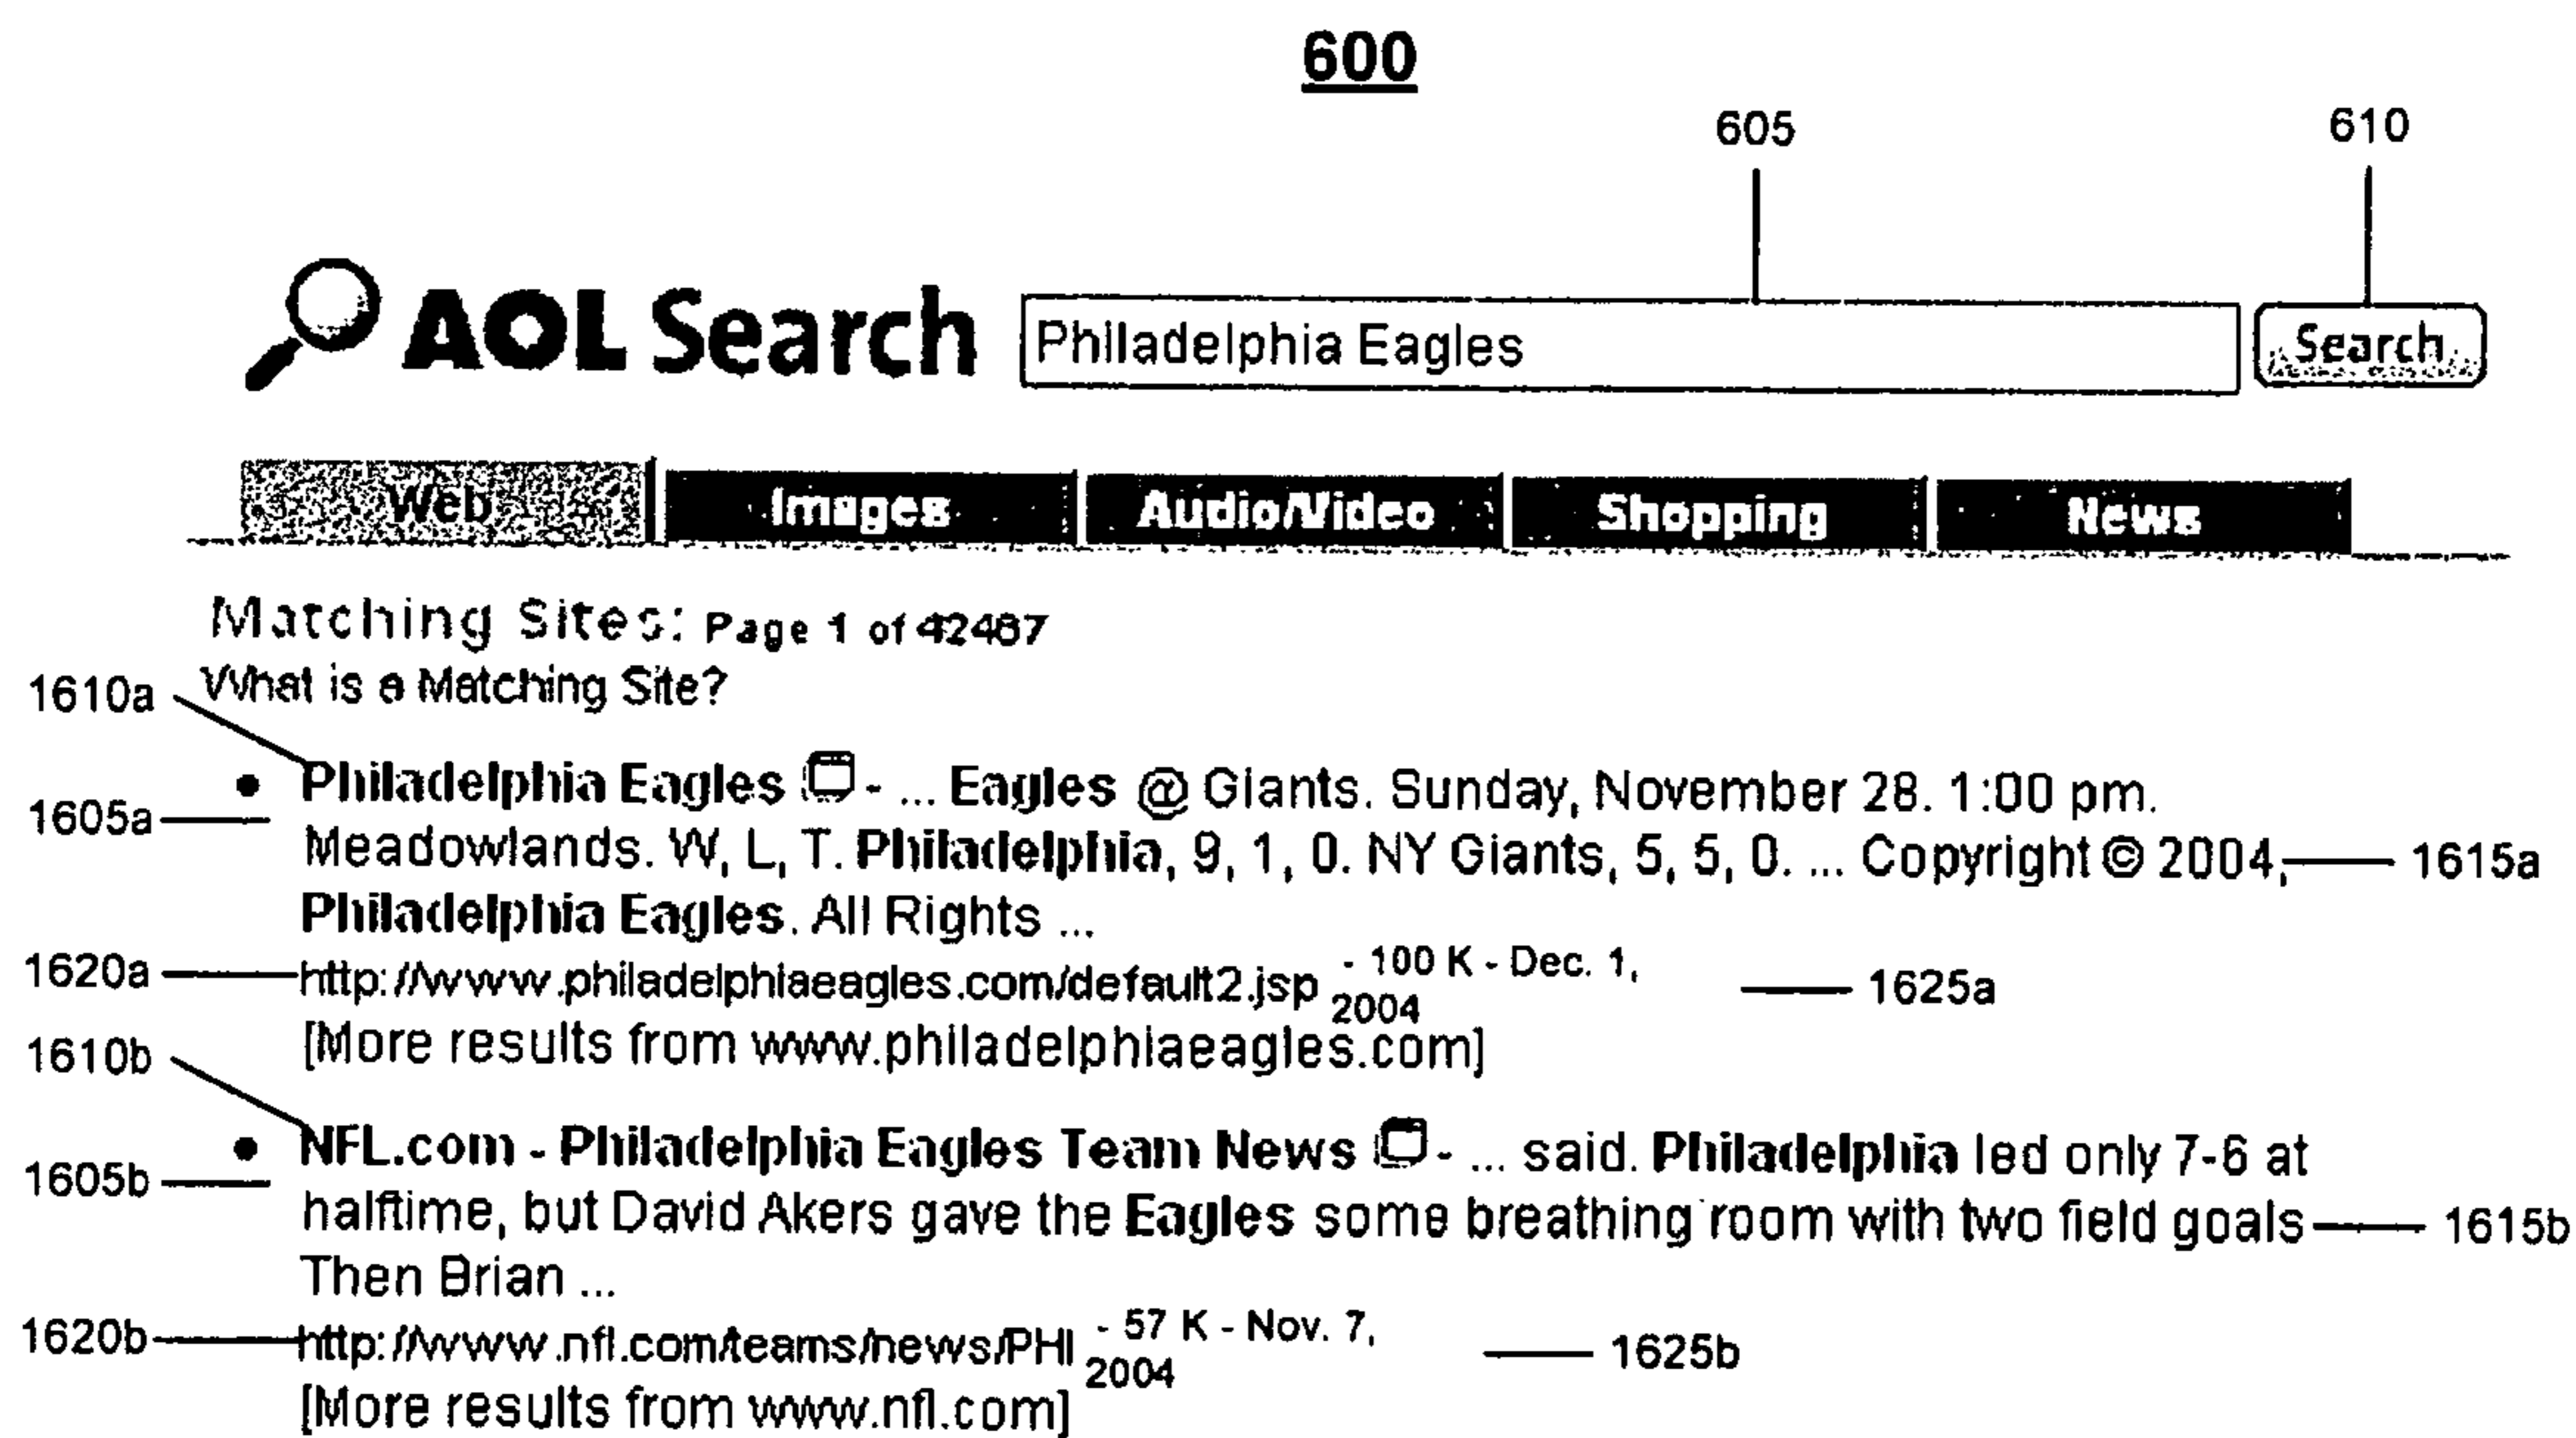 600
605 610
AOL Search Philadelphia Eagles Search
Web Images Audio/Video Shopping News
Matching Sites: Page 1 of 42487
1610a What is a Matching Site?
• Philadelphia Eagles - ... Eagles @ Giants. Sunday, November 28. 1:00 pm.
1605a
Meadowlands. W, L, T. Philadelphia, 9, 1, 0. NY Giants, 5, 5, 0. ... Copyright © 2004, 1615a
Philadelphia Eagles. All Rights ...
1620a http://www.philadelphiaeagles.com/default2.jsp - 100 K - Dec. 1,
2004 1625a
[More results from www.philadelphiaeagles.com]
1610b
• NFL.com - Philadelphia Eagles Team News - ... said. Philadelphia led only 7-6 at
1605b
halftime, but David Akers gave the Eagles some breathing room with two field goals 1615b
Then Brian ...
1620b http://www.nfl.com/teams/news/PHI - 57 K - Nov. 7,
2004 1625b
[More results from www.nfl.com]